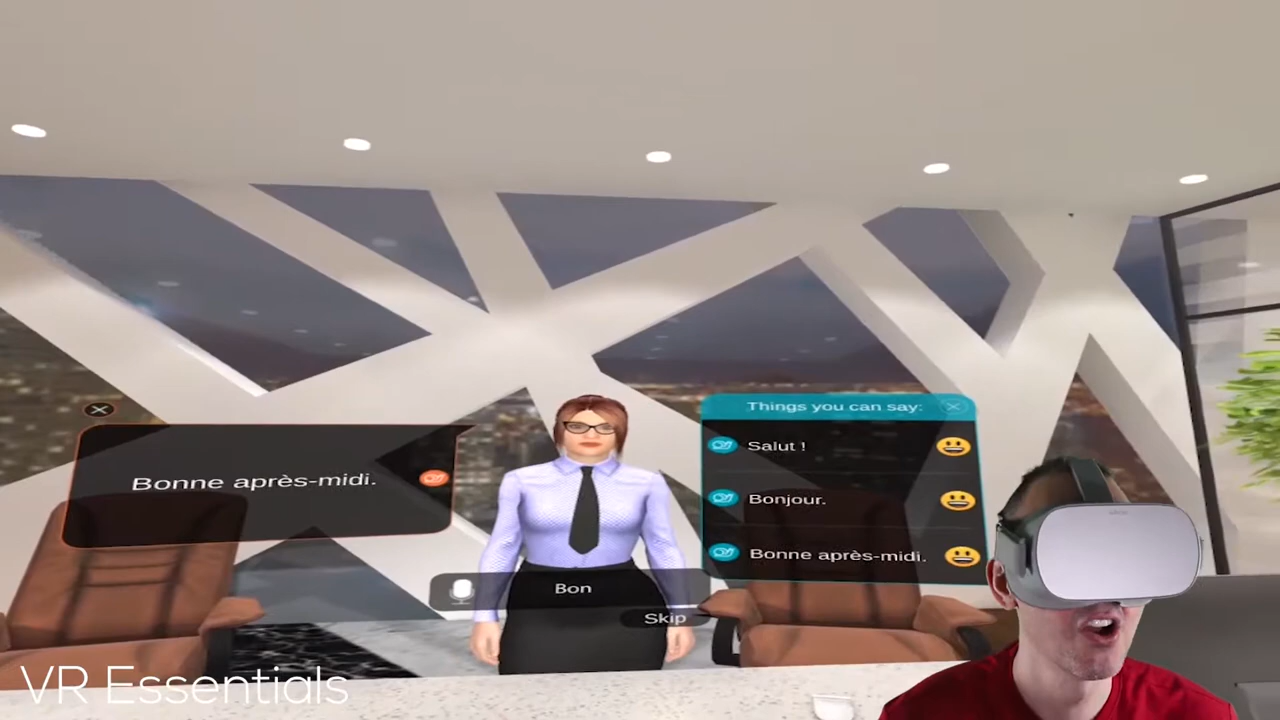 Things you can say:
Salut !
Bonne après-midi.
Bonjour.
Bonne après-midi.
Bon
Skip
VR Essentials